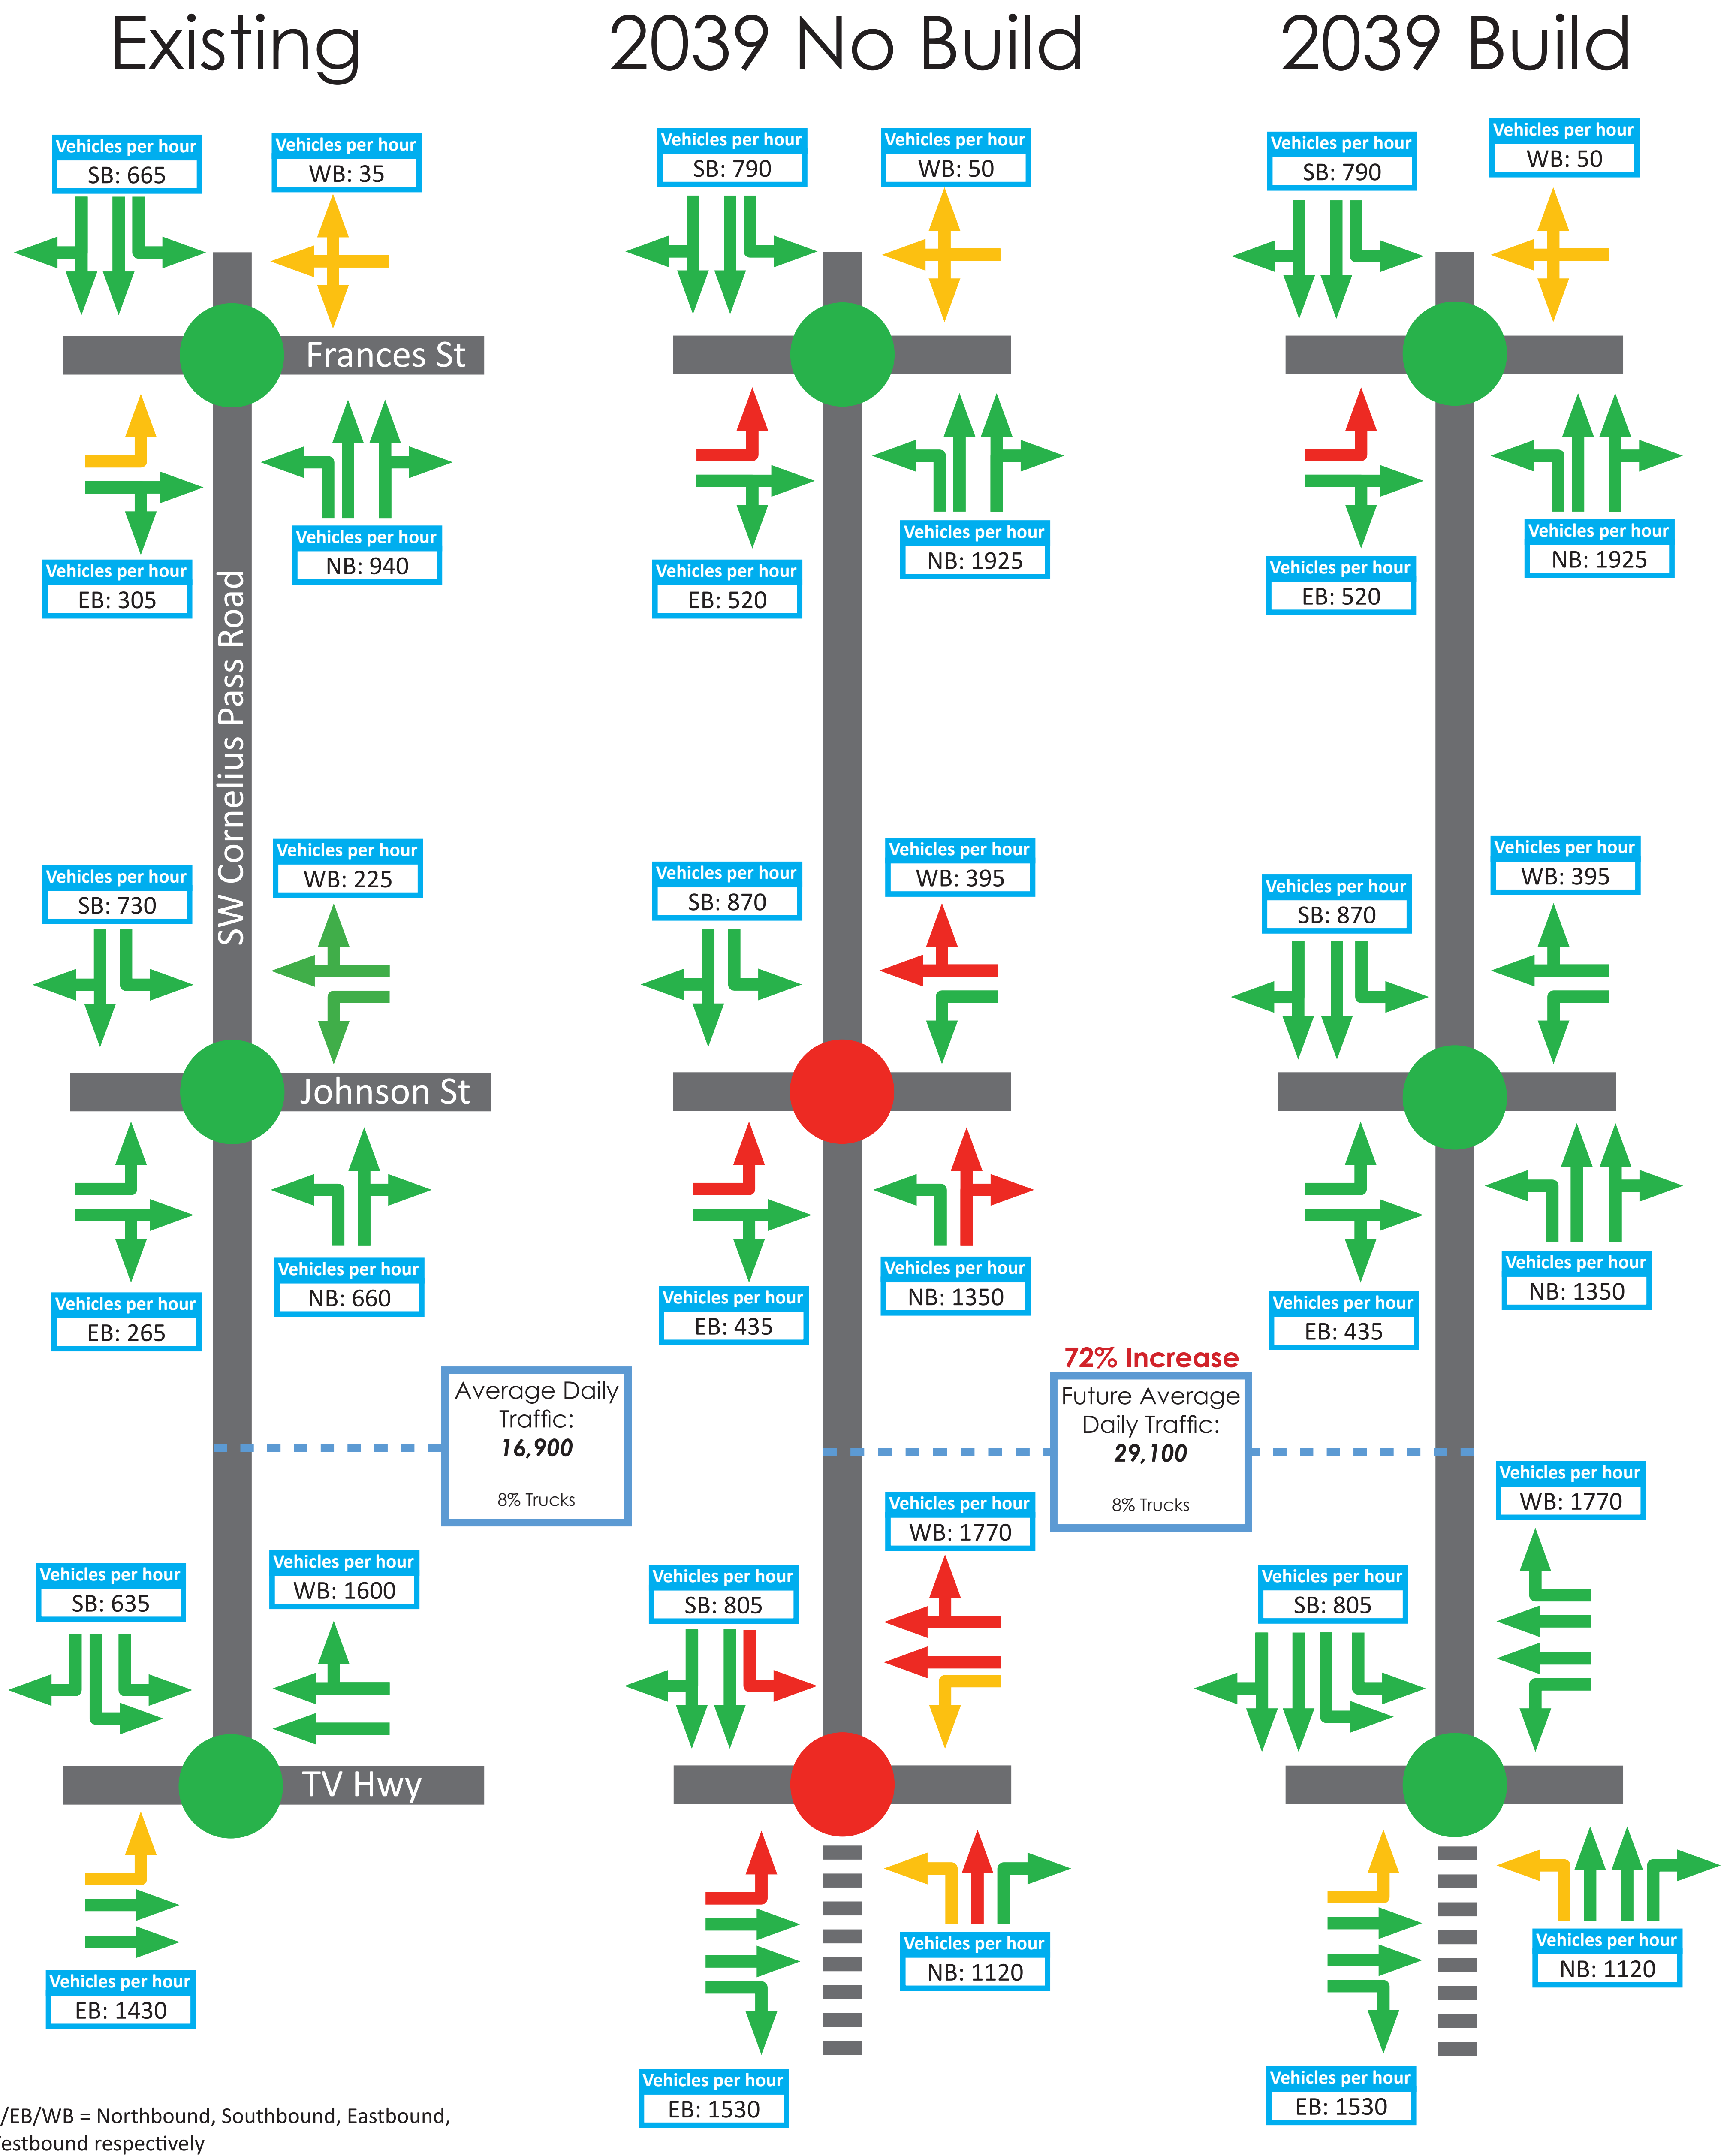 Existing
2039 No Build
2039 Build
Vehicles per hour
SB: 665
Vehicles per hour
WB: 35
Frances St
Vehicles per hour
EB: 305
Vehicles per hour
NB: 940
SW Cornelius Pass Road
Vehicles per hour
SB: 730
Vehicles per hour
WB: 225
Johnson St
Vehicles per hour
EB: 265
Vehicles per hour
NB: 660
Average Daily
Traffic:
16,900
8% Trucks
Vehicles per hour
SB: 635
Vehicles per hour
WB: 1600
TV Hwy
Vehicles per hour
EB: 1430
Vehicles per hour
SB: 790
Vehicles per hour
WB: 50
Vehicles per hour
EB: 520
Vehicles per hour
NB: 1925
Vehicles per hour
SB: 870
Vehicles per hour
WB: 395
Vehicles per hour
EB: 435
Vehicles per hour
NB: 1350
72% Increase
Future Average
Daily Traffic:
29,100
8% Trucks
Vehicles per hour
SB: 805
Vehicles per hour
WB: 1770
Vehicles per hour
EB: 1530
Vehicles per hour
NB: 1120
Vehicles per hour
SB: 790
Vehicles per hour
WB: 50
Vehicles per hour
EB: 520
Vehicles per hour
NB: 1925
Vehicles per hour
SB: 870
Vehicles per hour
WB: 395
Vehicles per hour
EB: 435
Vehicles per hour
NB: 1350
Vehicles per hour
SB: 805
Vehicles per hour
WB: 1770
Vehicles per hour
EB: 1530
Vehicles per hour
NB: 1120
/EB/WB = Northbound, Southbound, Eastbound,
estbound respectively